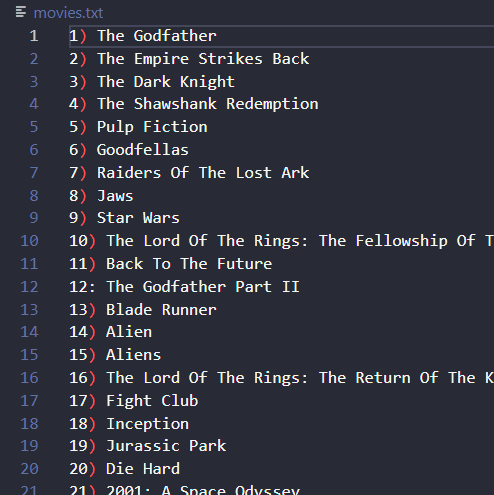 movies.txt
1 1) The Godfather
2 2) The Empire Strikes Back
3 3) The Dark Knight
4 4) The Shawshank Redemption
5 5) Pulp Fiction
6 6) Goodfellas
7 7) Raiders Of The Lost Ark
8 8) Jaws
9 9) Star Wars
10 10) The Lord Of The Rings: The Fellowship Of T
11 11) Back To The Future
12 12: The Godfather Part II
13 13) Blade Runner
14 14) Alien
15 15) Aliens
16 16) The Lord Of The Rings: The Return Of The K
17 17) Fight Club
18 18) Inception
19 19) Jurassic Park
20 20) Die Hard
21 21) 2001: A Space Odyssey